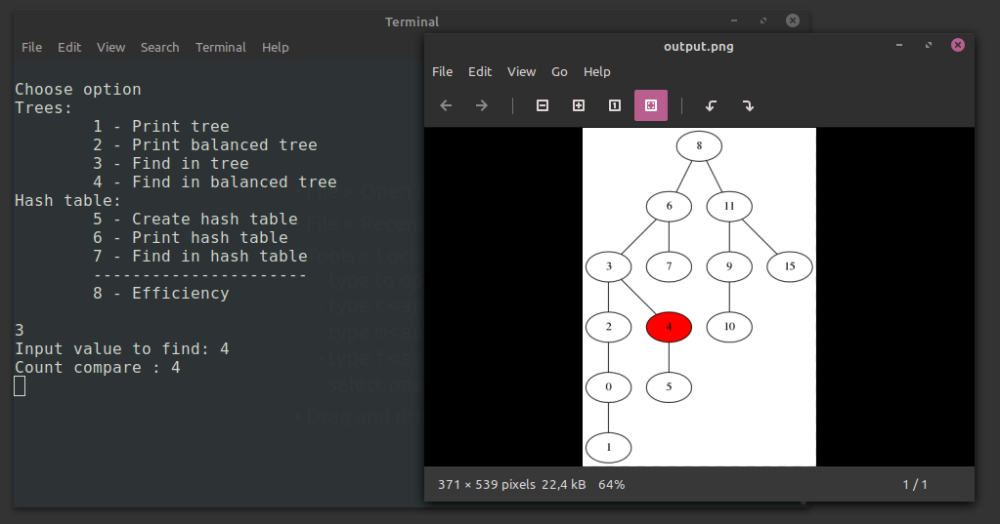 Terminal
File Edit View Search Terminal Help
Choose option
Trees:
1 - Print tree
2 - Print balanced tree
3 - Find in tree
4 - Find in balanced tree
Hash table:
5 - Create hash table
6 - Print hash table
7 - Find in hash table
----------------------
8 - Efficiency
3
Input value to find: 4
Count compare : 4
output.png
File Edit View Go Help
8
6 11
3 7 9 15
2 4 10
0 5
1
371 × 539 pixels 22,4 kB 64% 1 / 1